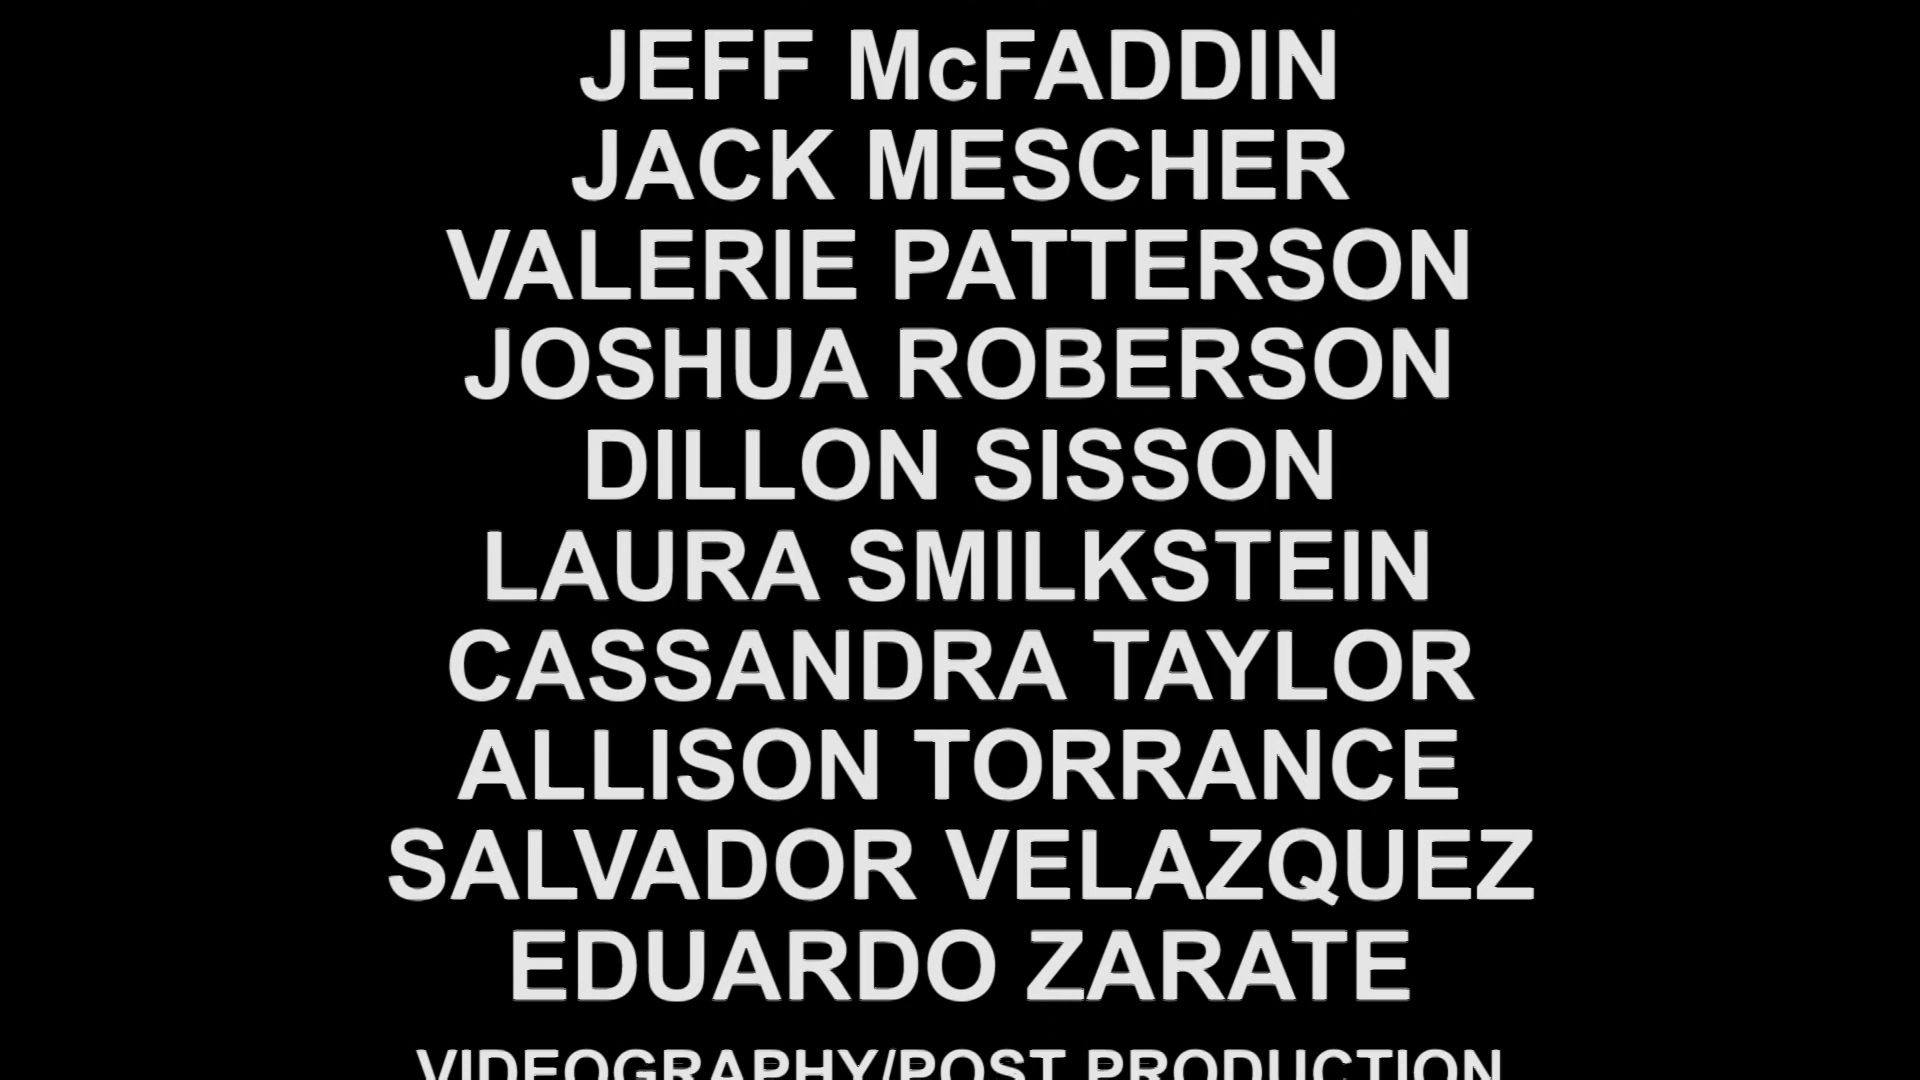 JEFF McFADDIN
JACK MESCHER
VALERIE PATTERSON
JOSHUA ROBERSON
DILLON SISSON
LAURA SMILKSTEIN
CASSANDRA TAYLOR
ALLISON TORRANCE
SALVADOR VELAZQUEZ
EDUARDO ZARATE
VIDEOGRAPHY/POST PRODUCTION